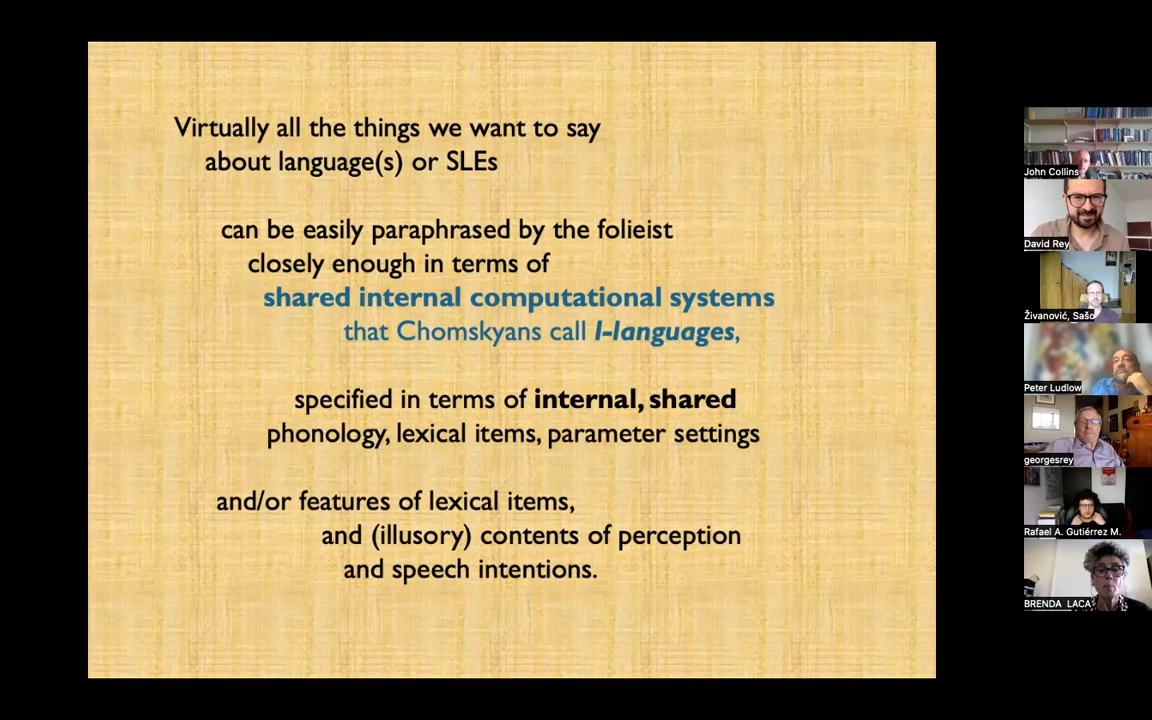 Virtually all the things we want to say
about language(s) or SLEs
can be easily paraphrased by the folieist
closely enough in terms of
shared internal computational systems
that Chomskyans call I-languages,
specified in terms of internal, shared
phonology, lexical items, parameter settings
and/or features of lexical items,
and (illusory) contents of perception
and speech intentions.
John Collins
David Rey
Živanović, Sašo
Peter Ludlow
georgesrey
Rafael A. Gutiérrez M.
BRENDA LACA